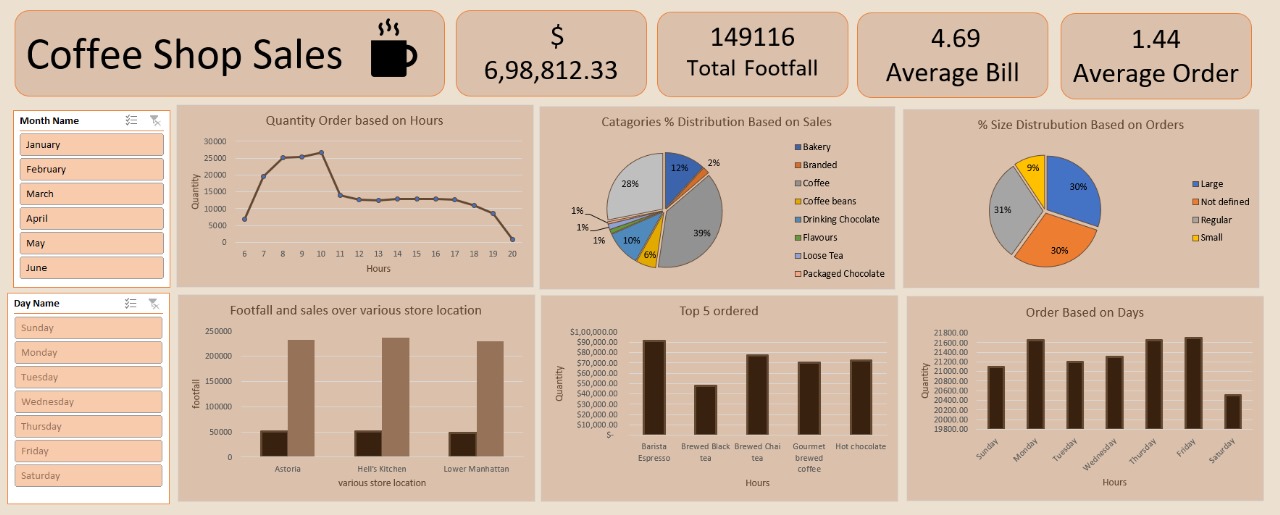 Coffee Shop Sales
$
6,98,812.33
149116
Total Footfall
4.69
Average Bill
1.44
Average Order
Month Name
January
February
March
April
May
June
Day Name
Sunday
Monday
Tuesday
Wednesday
Thursday
Friday
Saturday
Quantity Order based on Hours
Quantity
30000
25000
20000
15000
10000
5000
0
6 7 8 9 10 11 12 13 14 15 16 17 18 19 20
Hours
Catagories % Distribution Based on Sales
12%
2%
39%
6%
10%
1%
1%
1%
28%
Bakery
Branded
Coffee
Coffee beans
Drinking Chocolate
Flavours
Loose Tea
Packaged Chocolate
% Size Distrubution Based on Orders
30%
30%
31%
9%
Large
Not defined
Regular
Small
Footfall and sales over various store location
footfall
250000
200000
150000
100000
50000
0
Astoria
Hell's Kitchen
Lower Manhattan
various store location
Top 5 ordered
Quantity
$1,00,000.00
$90,000.00
$80,000.00
$70,000.00
$60,000.00
$50,000.00
$40,000.00
$30,000.00
$20,000.00
$10,000.00
$-
Barista
Espresso
Brewed Black
tea
Brewed Chai
tea
Gourmet
brewed
coffee
Hot chocolate
Hours
Order Based on Days
Quantity
21800.00
21600.00
21400.00
21200.00
21000.00
20800.00
20600.00
20400.00
20200.00
20000.00
19800.00
Sunday
Monday
Tuesday
Wednesday
Thursday
Friday
Saturday
Hours